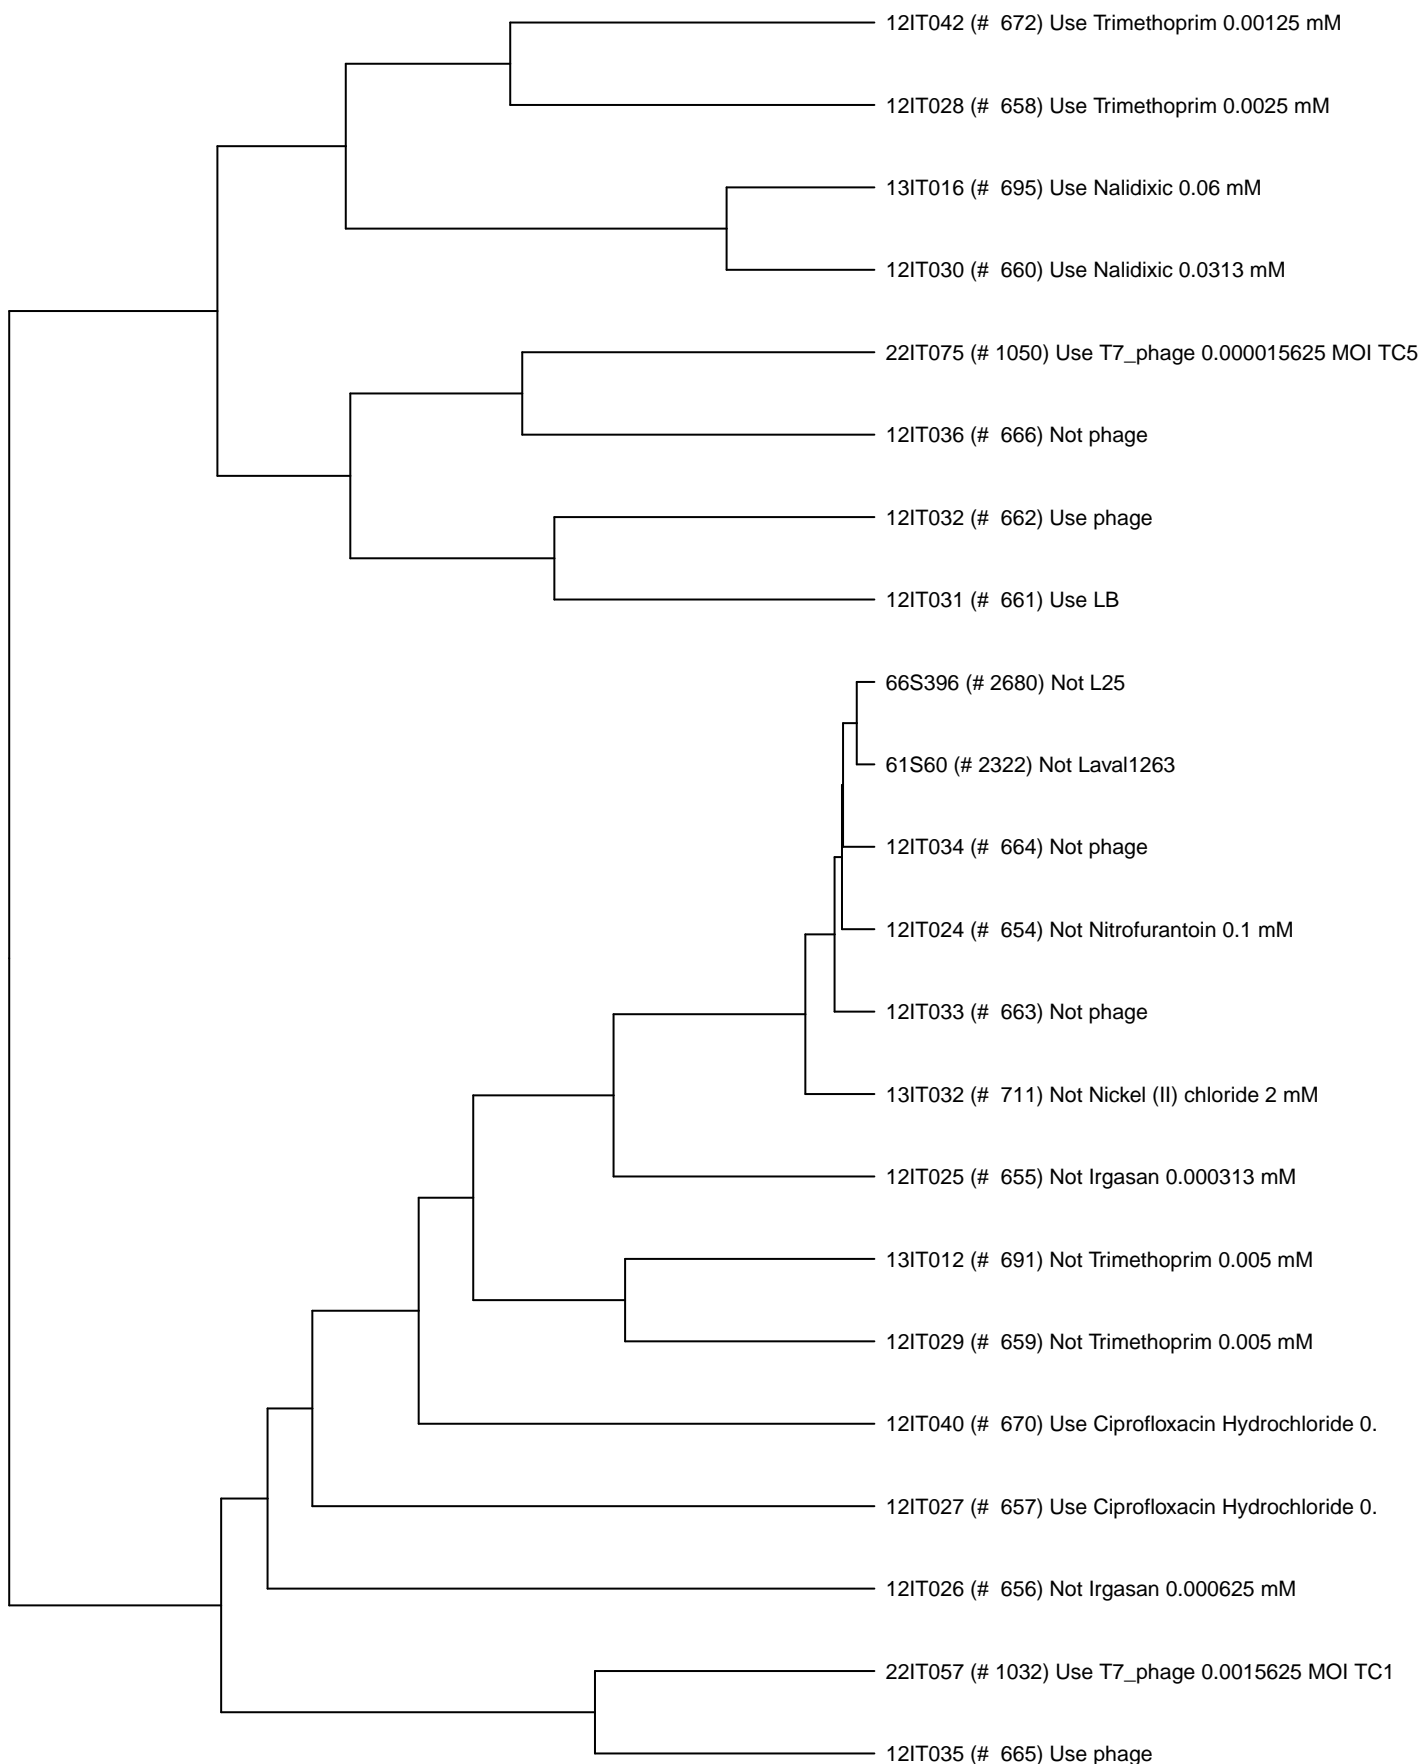 12IT042 (#  672) Use Trimethoprim 0.00125 mM
12IT028 (#  658) Use Trimethoprim 0.0025 mM
13IT016 (#  695) Use Nalidixic 0.06 mM
12IT030 (#  660) Use Nalidixic 0.0313 mM
22IT075 (# 1050) Use T7_phage 0.000015625 MOI TC5
12IT036 (#  666) Not phage
12IT032 (#  662) Use phage
12IT031 (#  661) Use LB
66S396 (# 2680) Not L25
61S60 (# 2322) Not Laval1263
12IT034 (#  664) Not phage
12IT024 (#  654) Not Nitrofurantoin 0.1 mM
12IT033 (#  663) Not phage
13IT032 (#  711) Not Nickel (II) chloride 2 mM
12IT025 (#  655) Not Irgasan 0.000313 mM
13IT012 (#  691) Not Trimethoprim 0.005 mM
12IT029 (#  659) Not Trimethoprim 0.005 mM
12IT040 (#  670) Use Ciprofloxacin Hydrochloride 0.
12IT027 (#  657) Use Ciprofloxacin Hydrochloride 0.
12IT026 (#  656) Not Irgasan 0.000625 mM
22IT057 (# 1032) Use T7_phage 0.0015625 MOI TC1
12IT035 (#  665) Use phage